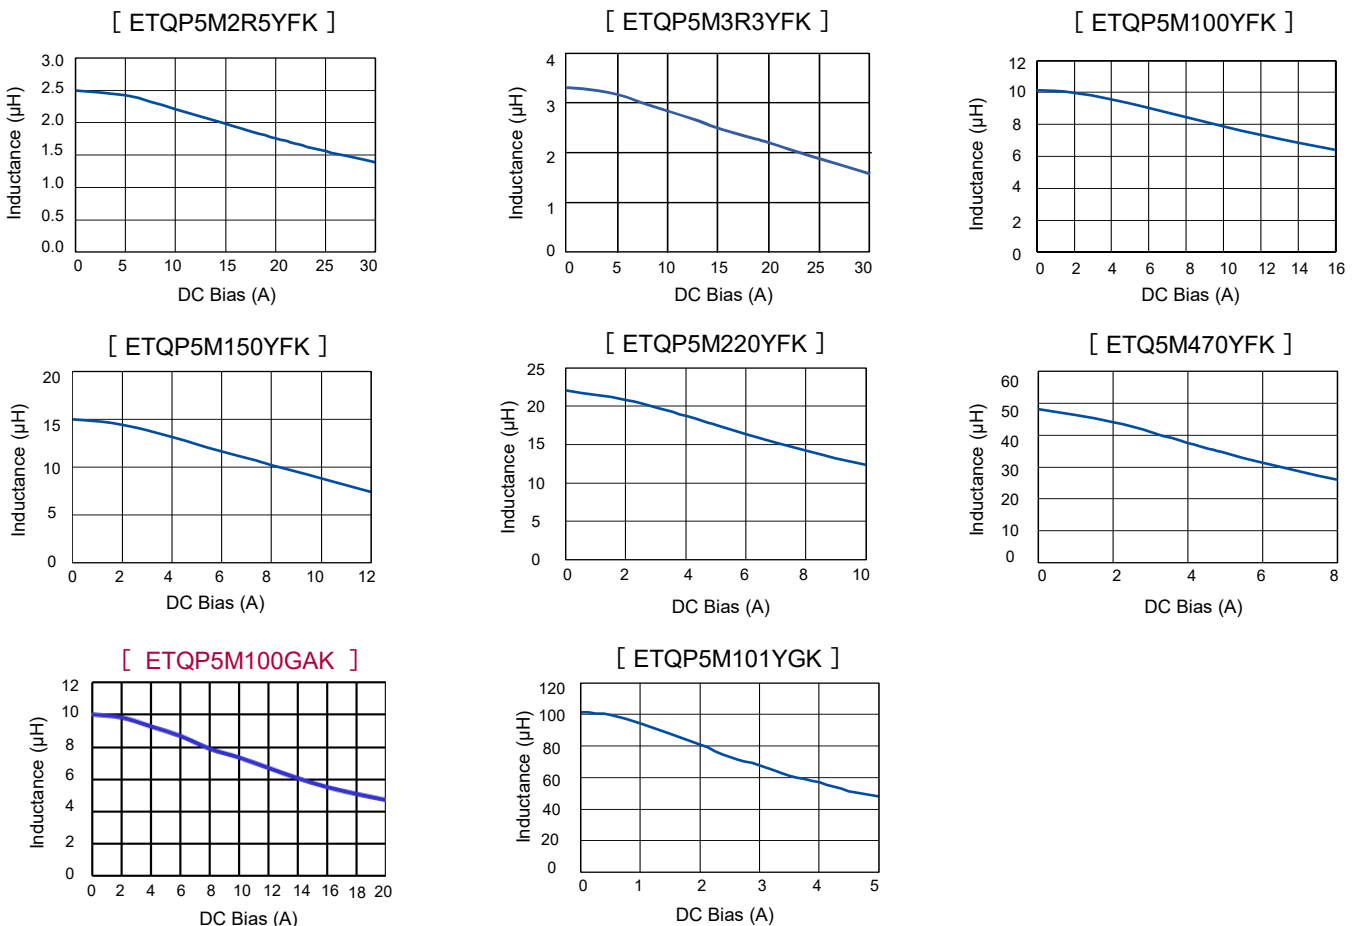 [ ETQP5M2R5YFK ]
3.0
2.5
2.0
1.5
1.0
0.5
0.0
Inductance (µH)
0 5 10 15 20 25 30
DC Bias (A)
[ ETQP5M3R3YFK ]
4
3
2
1
0
Inductance (µH)
0 5 10 15 20 25 30
DC Bias (A)
[ ETQP5M100YFK ]
12
10
8
6
4
2
0
Inductance (µH)
0 2 4 6 8 10 12 14 16
DC Bias (A)
[ ETQP5M150YFK ]
20
15
10
5
0
Inductance (µH)
0 2 4 6 8 10 12
DC Bias (A)
[ ETQP5M220YFK ]
25
20
15
10
5
0
Inductance (µH)
0 2 4 6 8 10
DC Bias (A)
[ ETQ5M470YFK ]
60
50
40
30
20
10
0
Inductance (µH)
0 2 4 6 8
DC Bias (A)
[ ETQP5M100GAK ]
12
10
8
6
4
2
0
Inductance (µH)
0 2 4 6 8 10 12 14 16 18 20
DC Bias (A)
[ ETQP5M101YGK ]
120
100
80
60
40
20
0
Inductance (µH)
0 1 2 3 4 5
DC Bias (A)